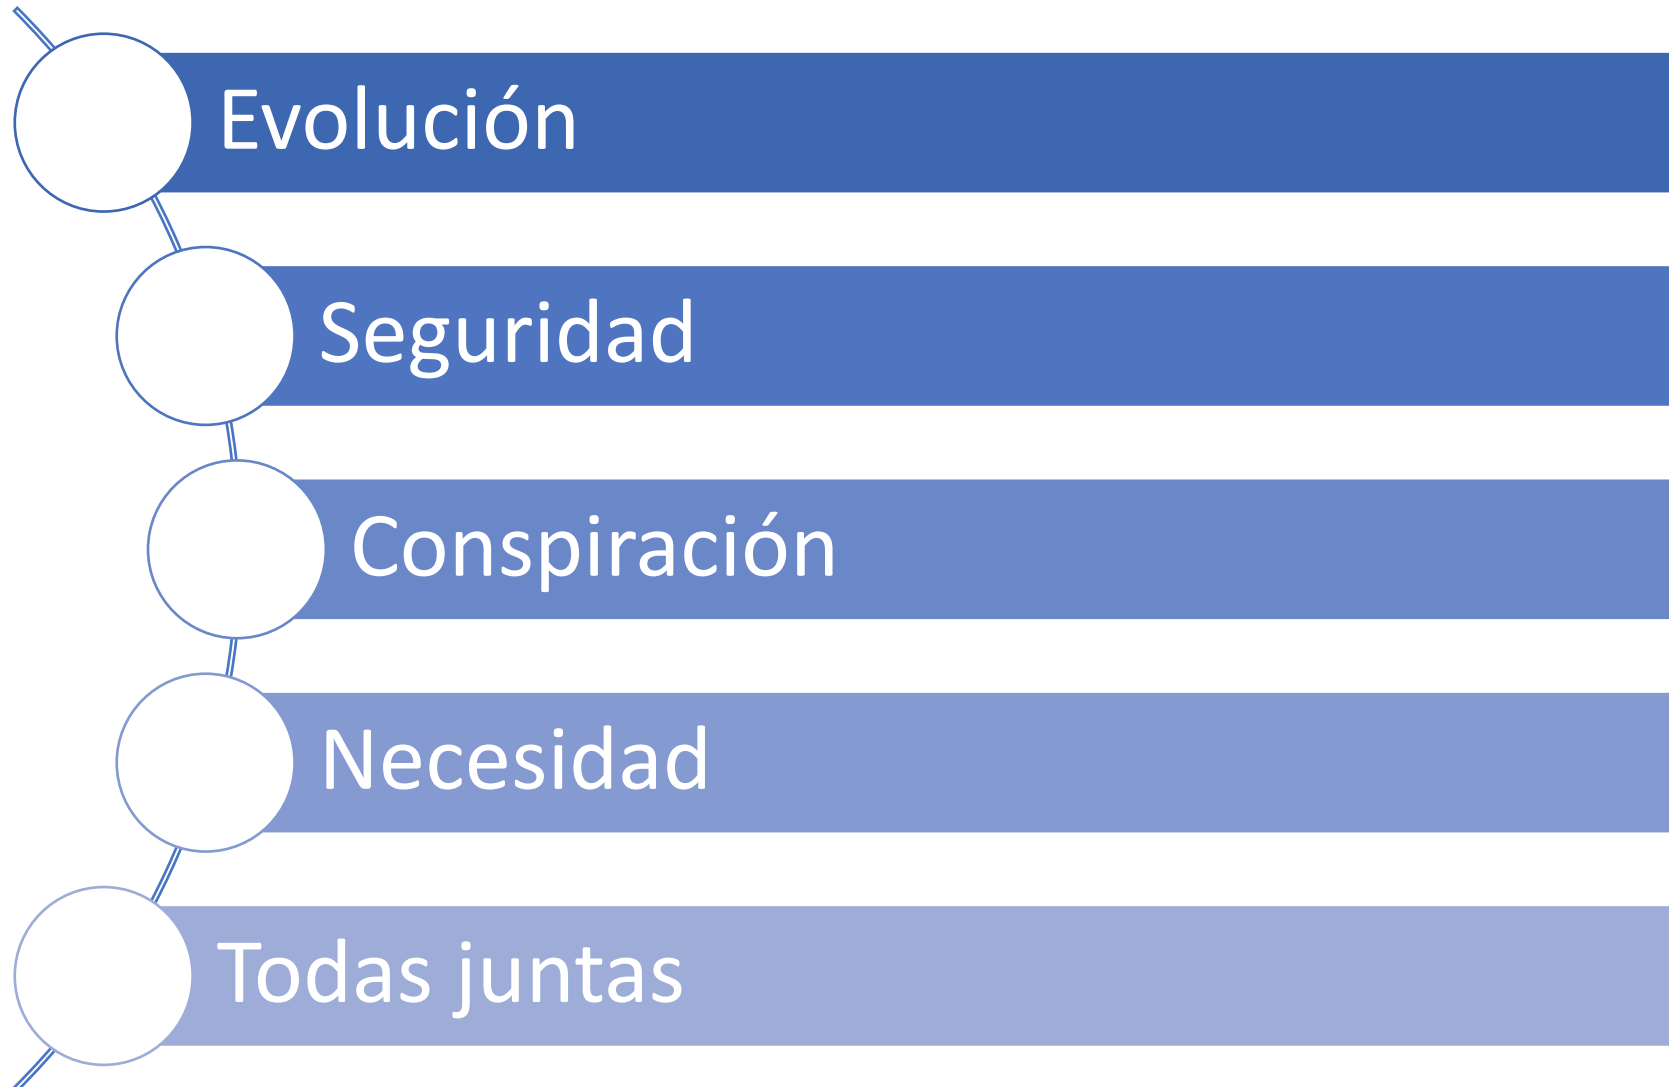 Evolución
Seguridad
Conspiración
Necesidad
Todas juntas